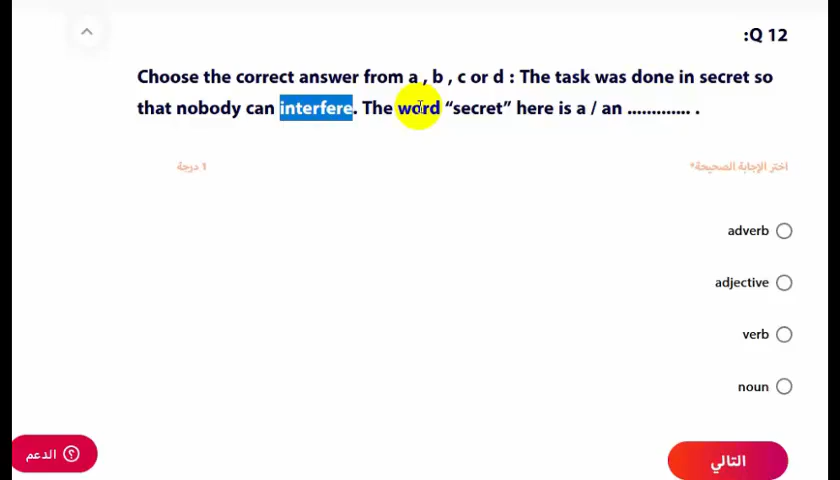 :Q 12
Choose the correct answer from a , b , c or d : The task was done in secret so
that nobody can interfere. The word “secret” here is a / an ............. .
اختر الإجابة الصحيحة*
1 درجة
adverb
adjective
verb
noun
الدعم
التالي